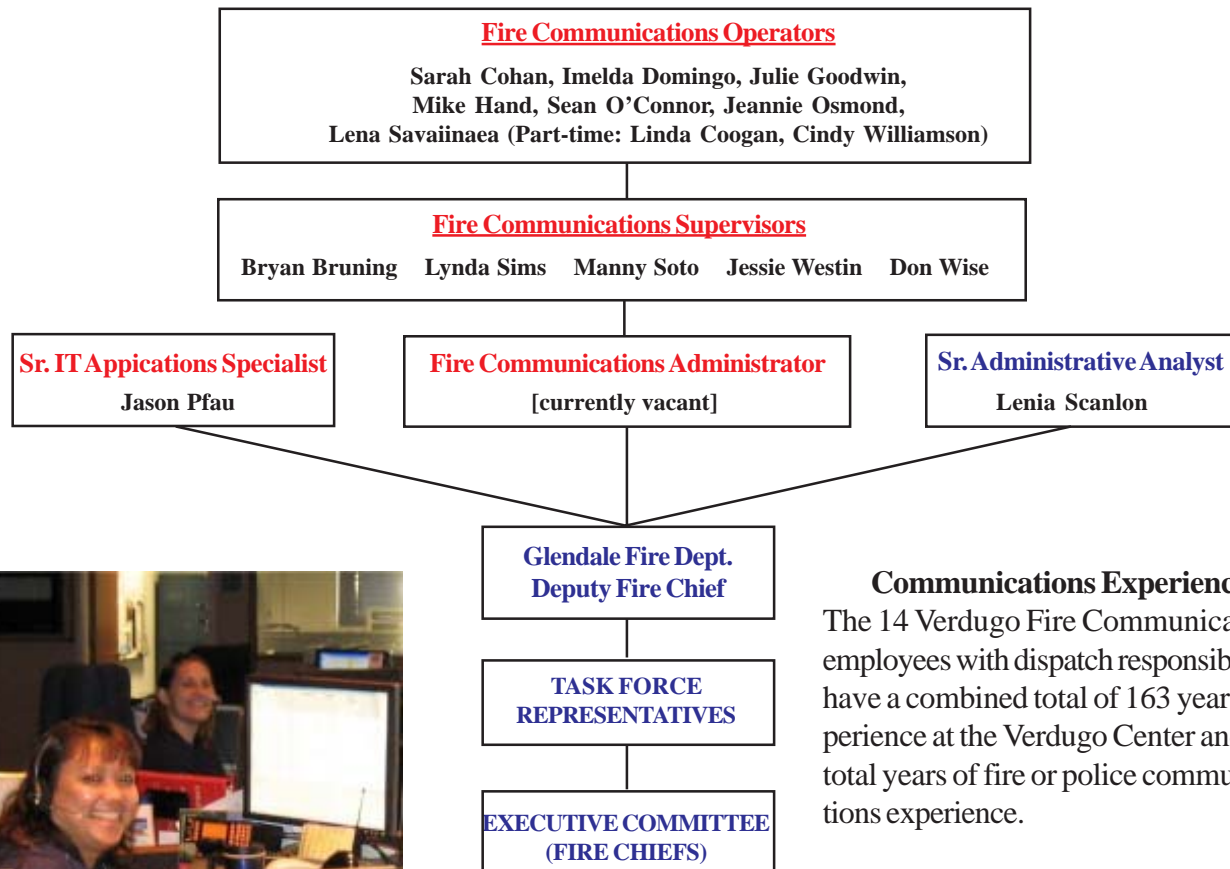 Fire Communications Operators
Sarah Cohan, Imelda Domingo, Julie Goodwin,
Mike Hand, Sean O’Connor, Jeannie Osmond,
Lena Savaiinaea (Part-time: Linda Coogan, Cindy Williamson)
Fire Communications Supervisors
Bryan Bruning Lynda Sims Manny Soto Jessie Westin Don Wise
Sr. IT Appications Specialist
Jason Pfau
Fire Communications Administrator
[currently vacant]
Sr. Administrative Analyst
Lenia Scanlon
Glendale Fire Dept.
Deputy Fire Chief
TASK FORCE
REPRESENTATIVES
EXECUTIVE COMMITTEE
(FIRE CHIEFS)
Communications Experienc
The 14 Verdugo Fire Communica
employees with dispatch responsib
have a combined total of 163 year
perience at the Verdugo Center an
total years of fire or police commu
tions experience.